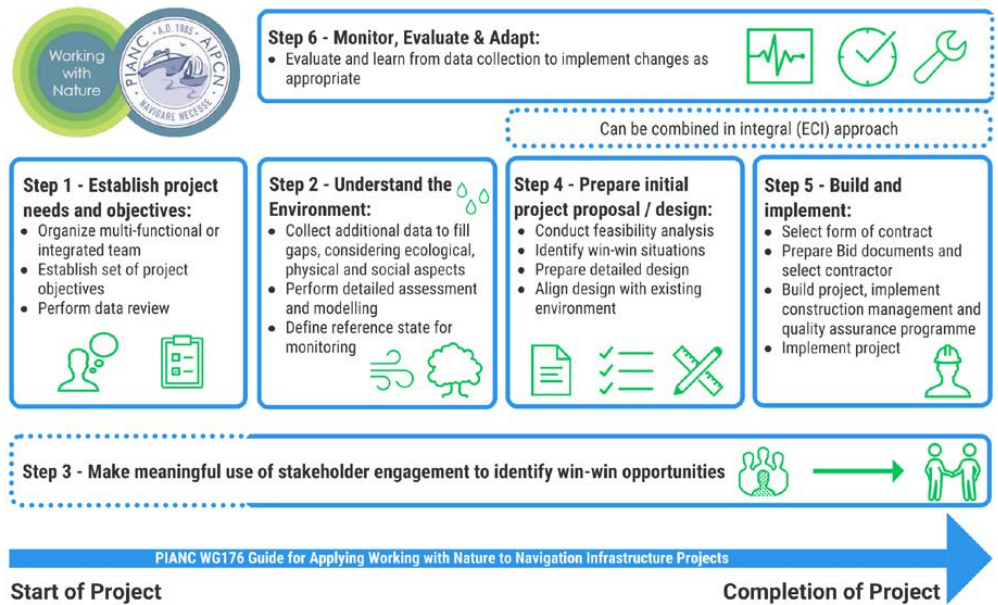 Working
with
Nature
PIANC · A.D. 1885 · AIPCN
· NAVIGARE NECESSE ·
Step 6 - Monitor, Evaluate & Adapt:
● Evaluate and learn from data collection to implement changes as
appropriate
Can be combined in integral (ECI) approach
Step 1 - Establish project
needs and objectives:
● Organize multi-functional or
integrated team
● Establish set of project
objectives
● Perform data review
Step 2 - Understand the
Environment:
● Collect additional data to fill
gaps, considering ecological,
physical and social aspects
● Perform detailed assessment
and modelling
● Define reference state for
monitoring
Step 4 - Prepare initial
project proposal / design:
● Conduct feasibility analysis
● Identify win-win situations
● Prepare detailed design
● Align design with existing
environment
Step 5 - Build and
implement:
● Select form of contract
● Prepare Bid documents and
select contractor
● Build project, implement
construction management and
quality assurance programme
● Implement project
Step 3 - Make meaningful use of stakeholder engagement to identify win-win opportunities
PIANC WG176 Guide for Applying Working with Nature to Navigation Infrastructure Projects
Start of Project
Completion of Project